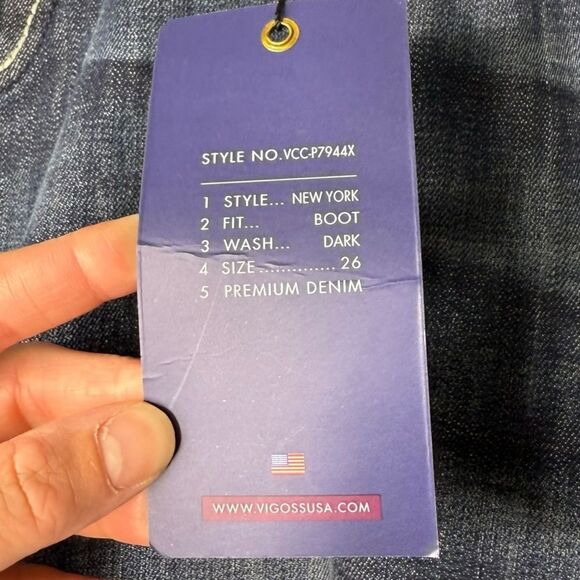 STYLE NO.VCC-P7944X
1 STYLE... NEW YORK
2 FIT... BOOT
3 WASH... DARK
4 SIZE.............. 26
5 PREMIUM DENIM
WWW.VIGOSSUSA.COM